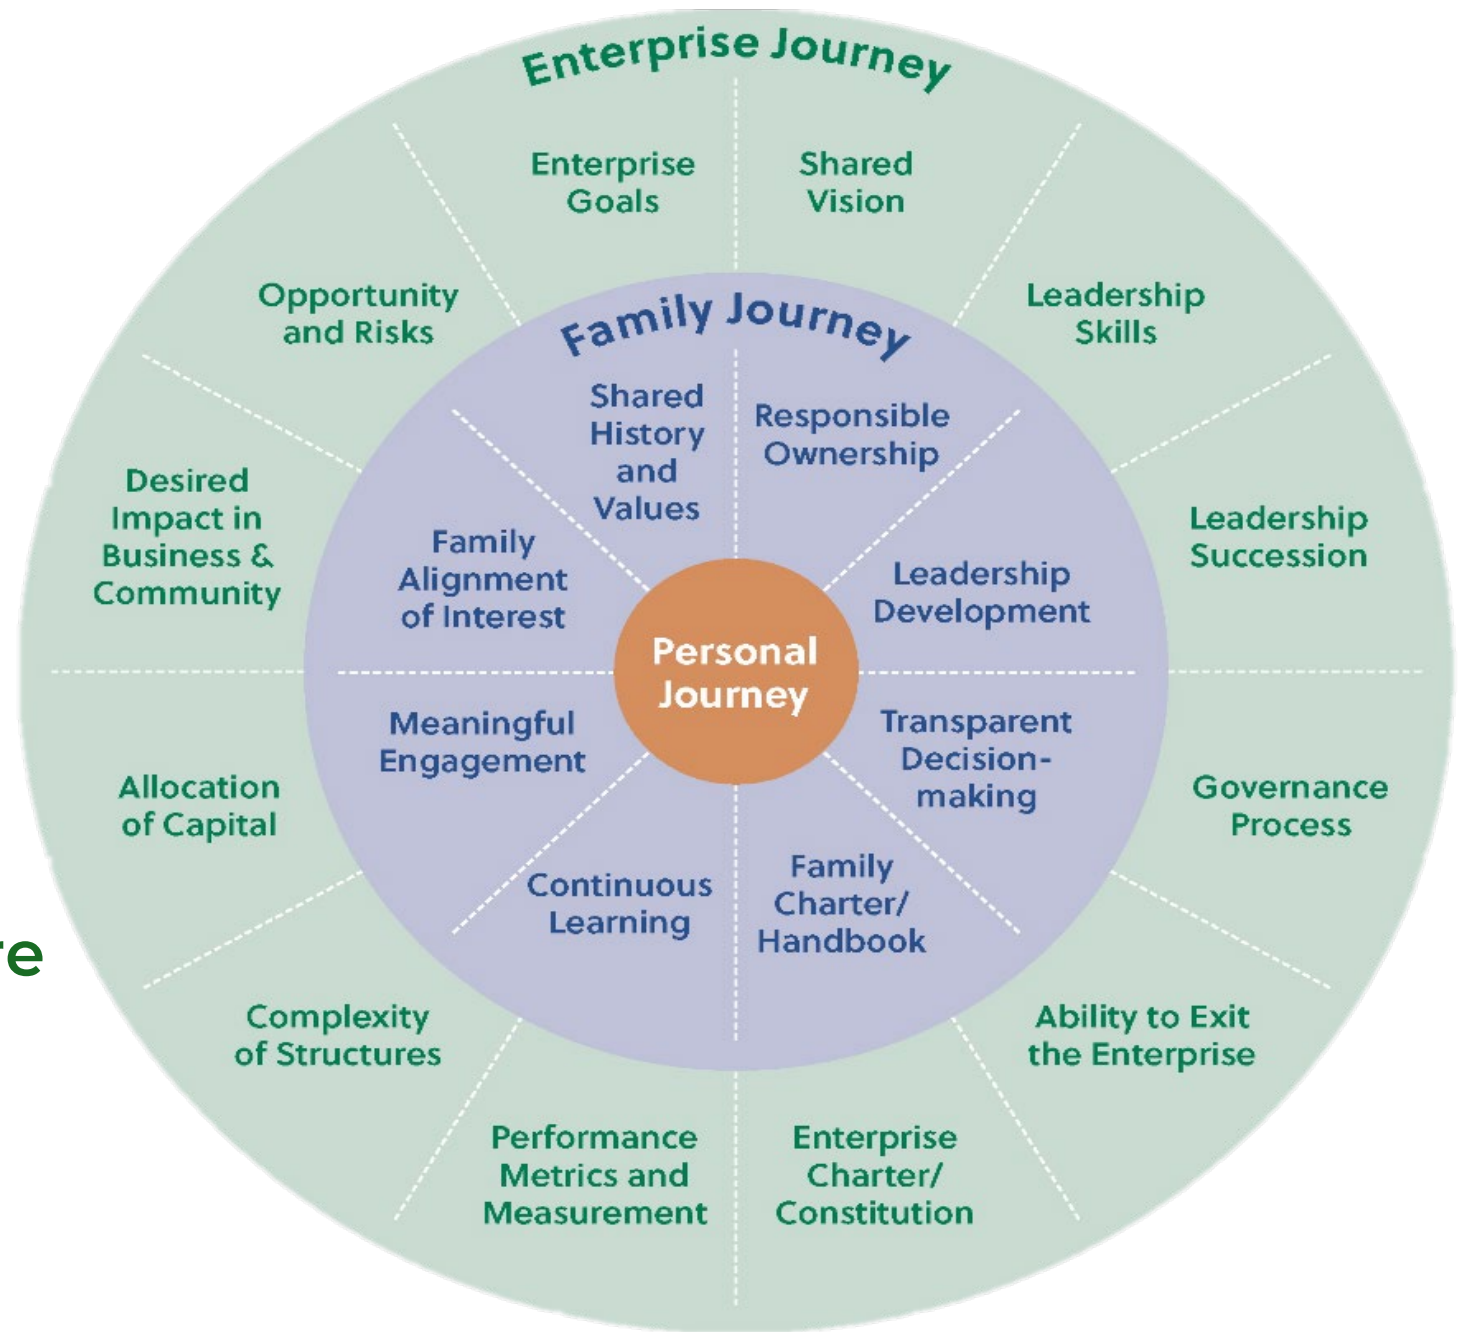 Enterprise Journey
Enterprise
Goals
Shared
Vision
Opportunity
and Risks
Leadership
Skills
Family Journey
Shared
History
and
Values
Responsible
Ownership
Desired
Impact in
Business &
Community
Family
Alignment
of Interest
Leadership
Development
Leadership
Succession
Personal
Journey
Meaningful
Engagement
Transparent
Decision-
making
Allocation
of Capital
Governance
Process
Continuous
Learning
Family
Charter/
Handbook
re
Complexity
of Structures
Ability to Exit
the Enterprise
Performance
Metrics and
Measurement
Enterprise
Charter/
Constitution